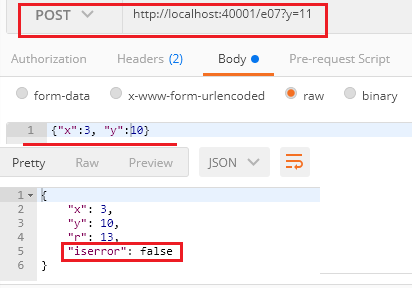 POST http://localhost:40001/e07?y=11
Authorization Headers (2) Body Pre-request Script
form-data x-www-form-urlencoded raw binary
1 {"x":3, "y":10}
Pretty Raw Preview JSON
1 {
2 "x": 3,
3 "y": 10,
4 "r": 13,
5 "iserror": false
6 }